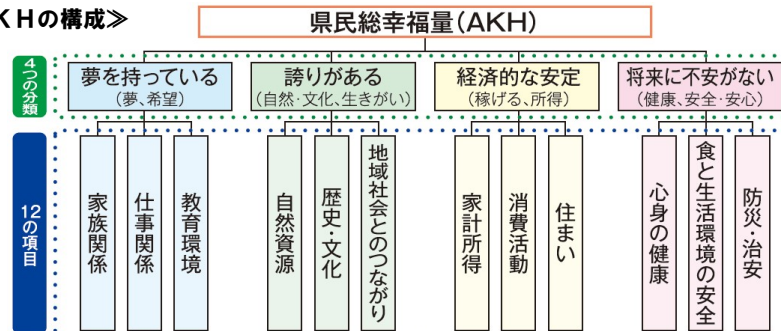 KHの構成≫
県民総幸福量(AKH)
4つの分類
夢を持っている
(夢、希望)
誇りがある
(自然・文化、生きがい)
経済的な安定
(稼げる、所得)
将来に不安がない
(健康、安全・安心)
12の項目
家族関係
仕事関係
教育環境
自然資源
歴史・文化
地域社会とのつながり
家計所得
消費活動
住まい
心身の健康
食と生活環境の安全
防災・治安